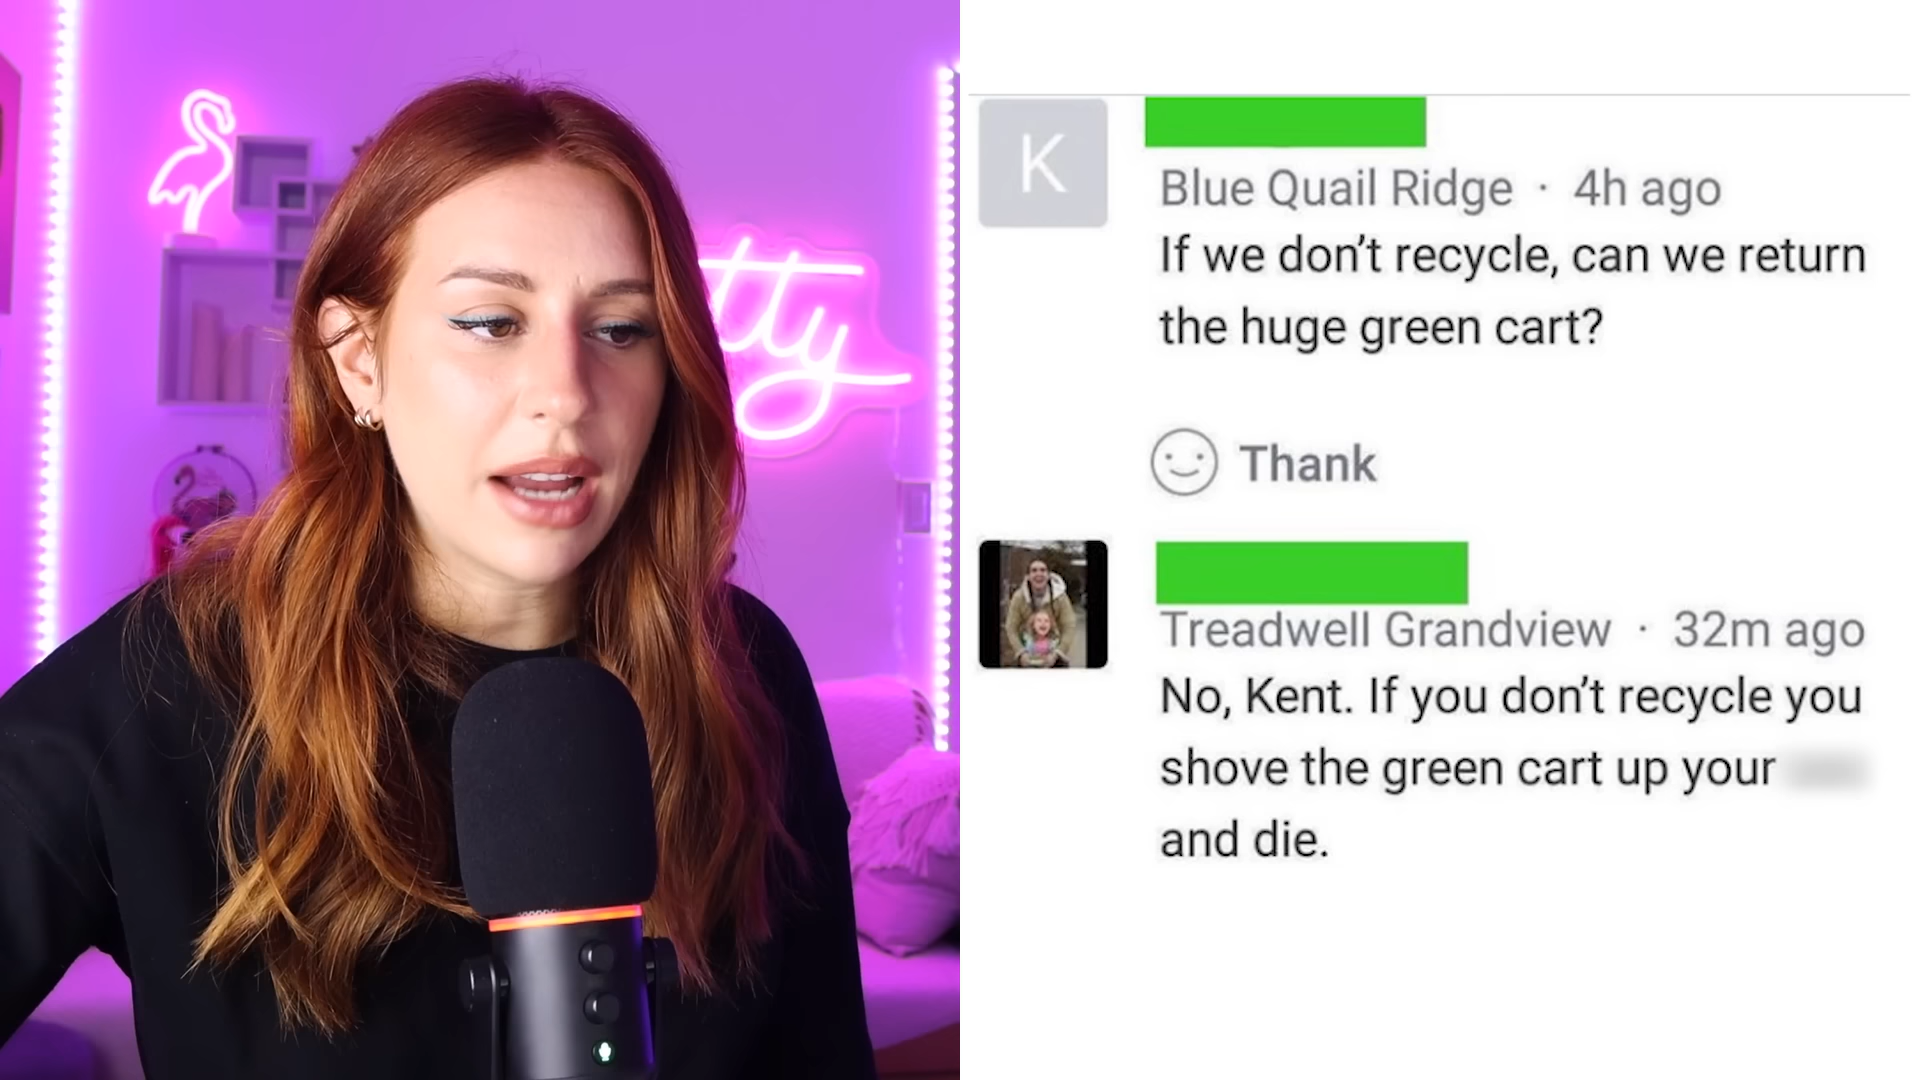 tty
K
Blue Quail Ridge · 4h ago
If we don't recycle, can we return
the huge green cart?
Thank
Treadwell Grandview · 32m ago
No, Kent. If you don't recycle you
shove the green cart up your
and die.